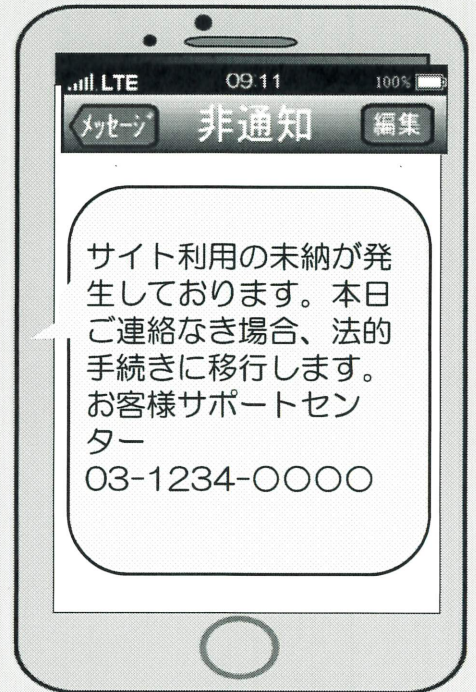 LTE
09:11
100%
メッセージ
非通知
編集
サイト利用の未納が発
生しております。本日
ご連絡なき場合、法的
手続きに移行します。
お客様サポートセン
ター
03-1234-〇〇〇〇